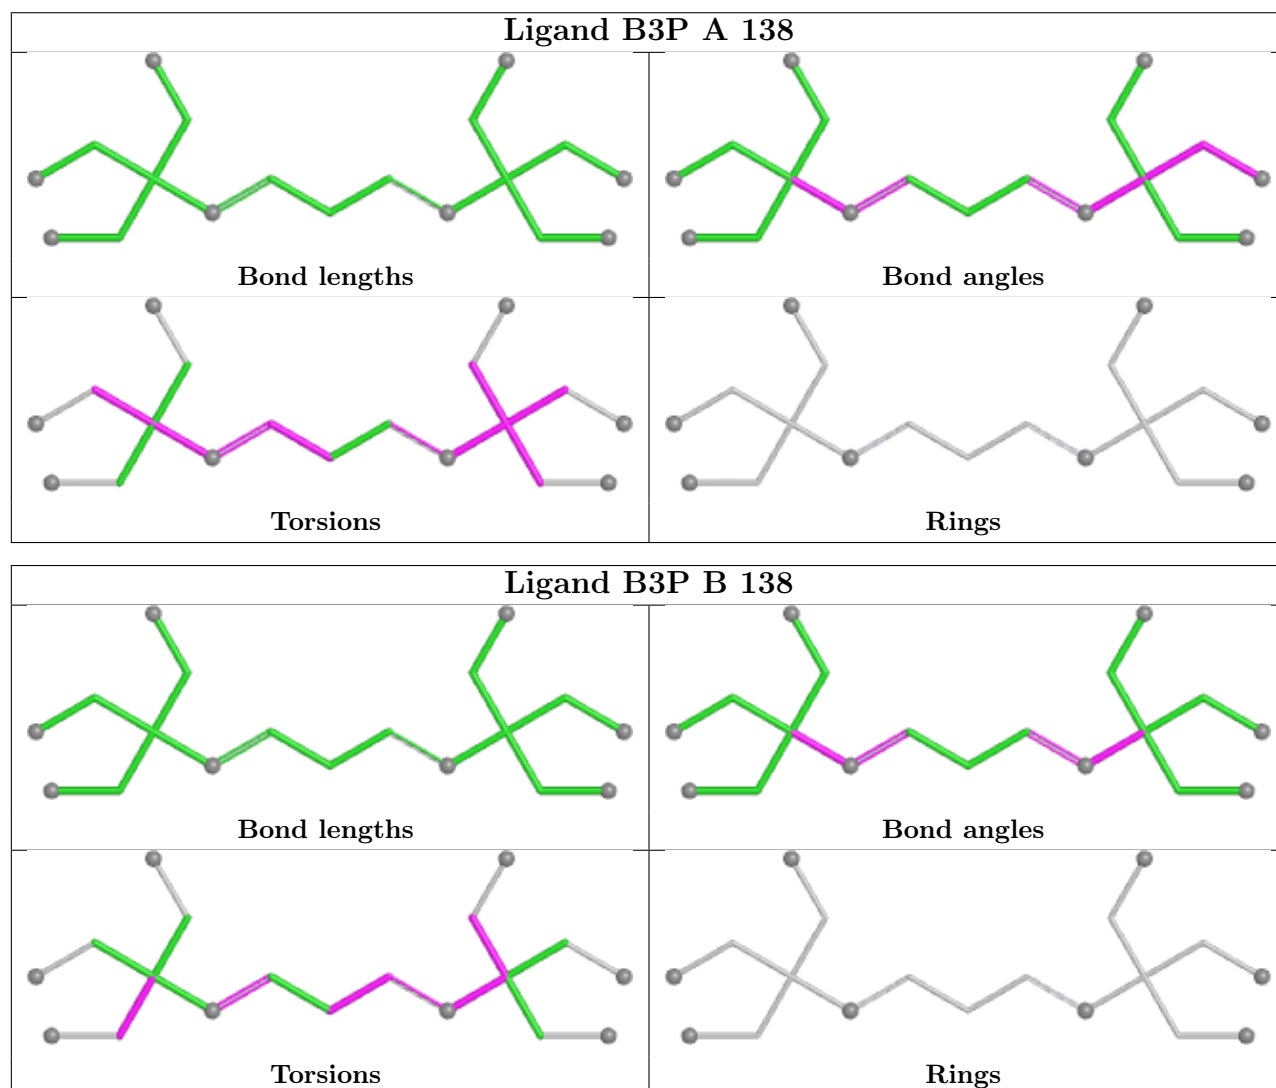 Ligand B3P A 138
Bond lengths
Bond angles
Torsions
Rings
Ligand B3P B 138
Bond lengths
Bond angles
Torsions
Rings